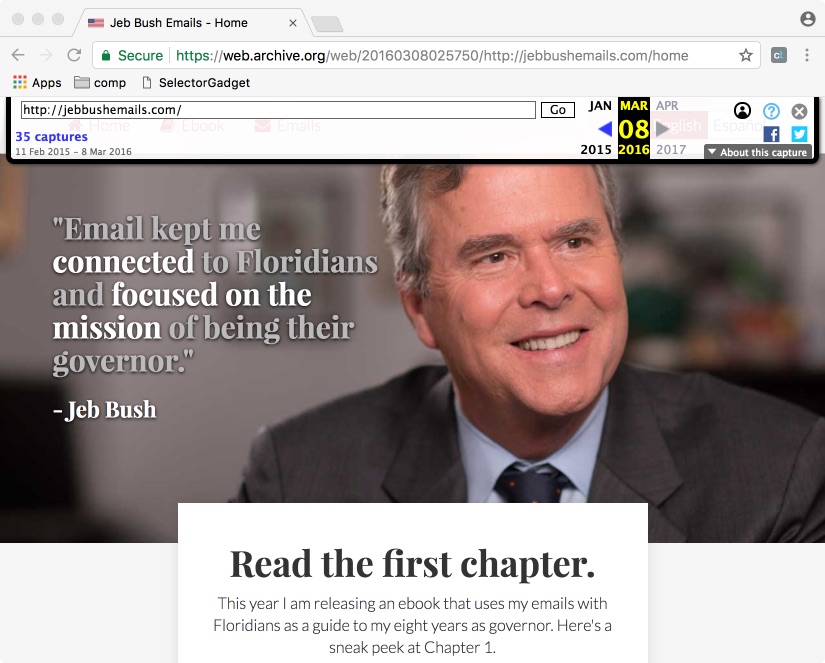 Jeb Bush Emails - Home
Secure https://web.archive.org/web/20160308025750/http://jebbushemails.com/home
Apps comp SelectorGadget
http://jebbushemails.com/ Go JAN MAR APR
Home Ebook Emails 08 English Español
35 captures
11 Feb 2015 – 8 Mar 2016 2015 2016 2017 About this capture
"Email kept me
connected to Floridians
and focused on the
mission of being their
governor."
- Jeb Bush
Read the first chapter.
This year I am releasing an ebook that uses my emails with
Floridians as a guide to my eight years as governor. Here's a
sneak peek at Chapter 1.